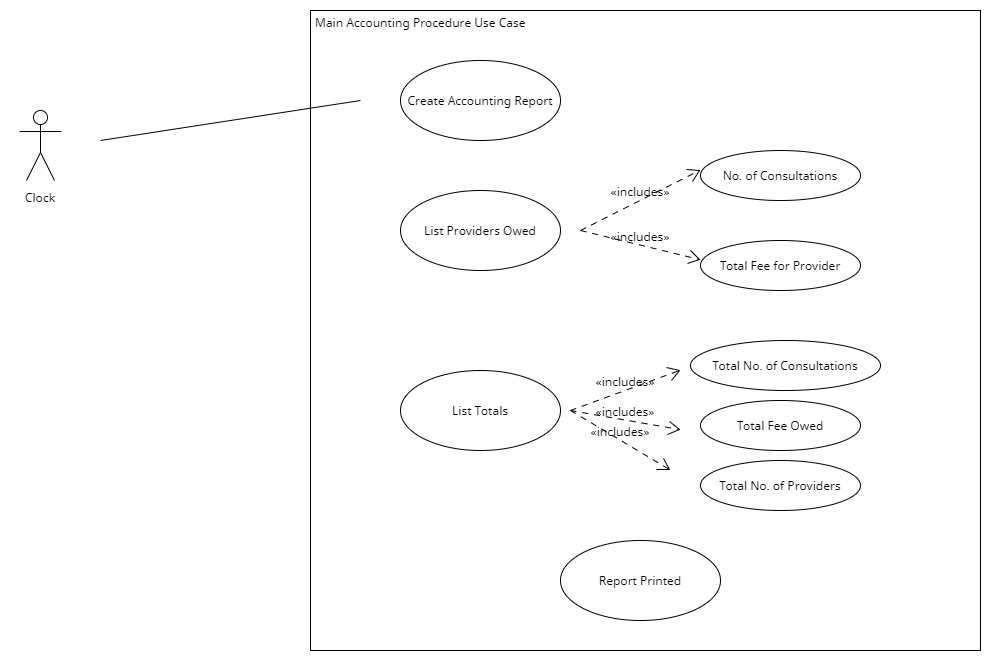 Main Accounting Procedure Use Case
Create Accounting Report
Clock
No. of Consultations
«includes»
List Providers Owed
«includes»
Total Fee for Provider
Total No. of Consultations
«includes»
List Totals
«includes»
Total Fee Owed
«includes»
Total No. of Providers
Report Printed